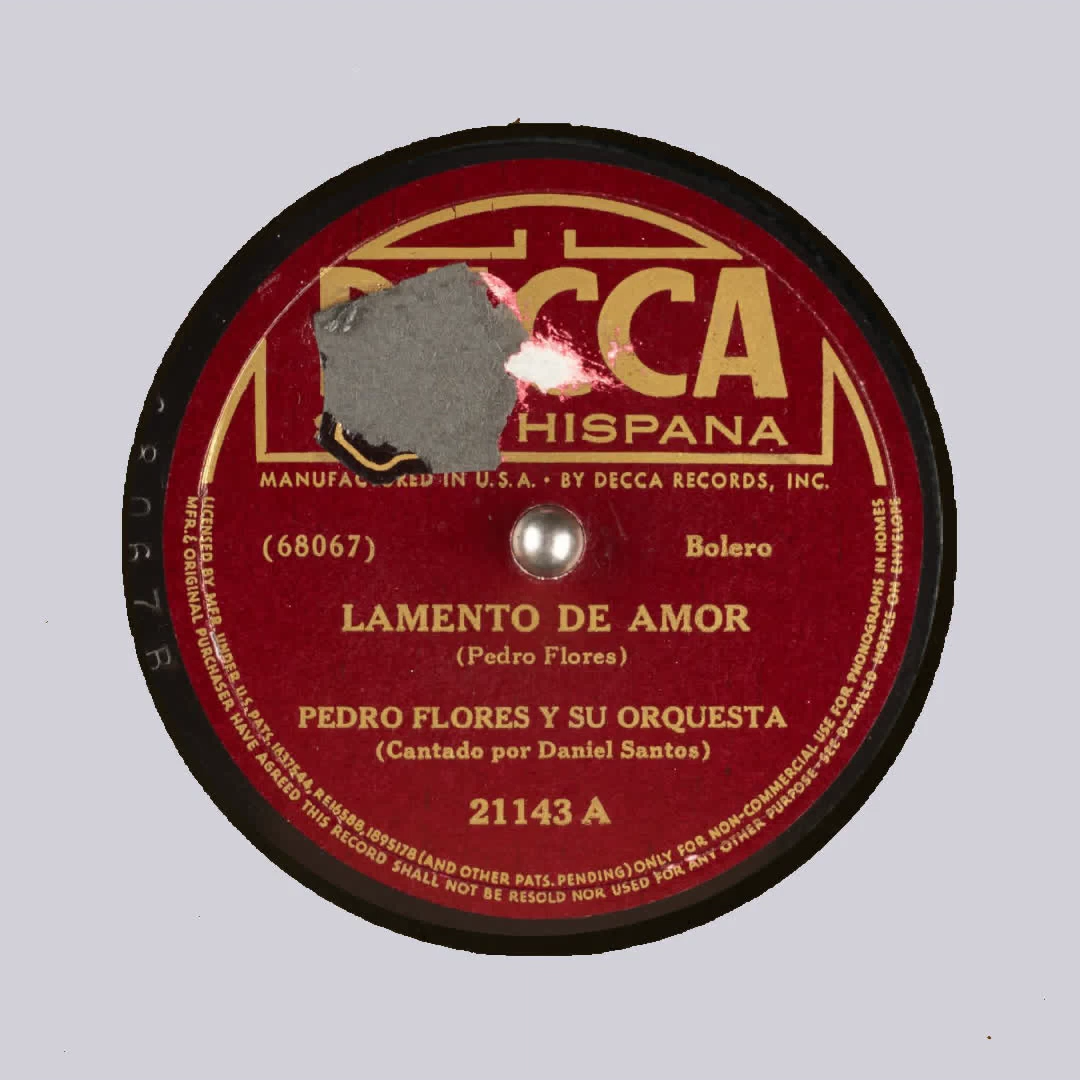 DECCA
HISPANA
MANUFACTURED IN U.S.A. • BY DECCA RECORDS, INC.
(68067) Bolero
LAMENTO DE AMOR
(Pedro Flores)
PEDRO FLORES Y SU ORQUESTA
(Cantado por Daniel Santos)
21143 A
LICENSED BY MFR. UNDER U.S. PATS. 1637544, RE16588, 1895178 (AND OTHER PATS. PENDING) ONLY FOR NON-COMMERCIAL USE FOR PHONOGRAPHS IN HOMES
MFR. & ORIGINAL PURCHASER HAVE AGREED THIS RECORD SHALL NOT BE RESOLD NOR USED FOR ANY OTHER PURPOSE-SEE DETAILED NOTICE ON ENVELOPE
68067 A